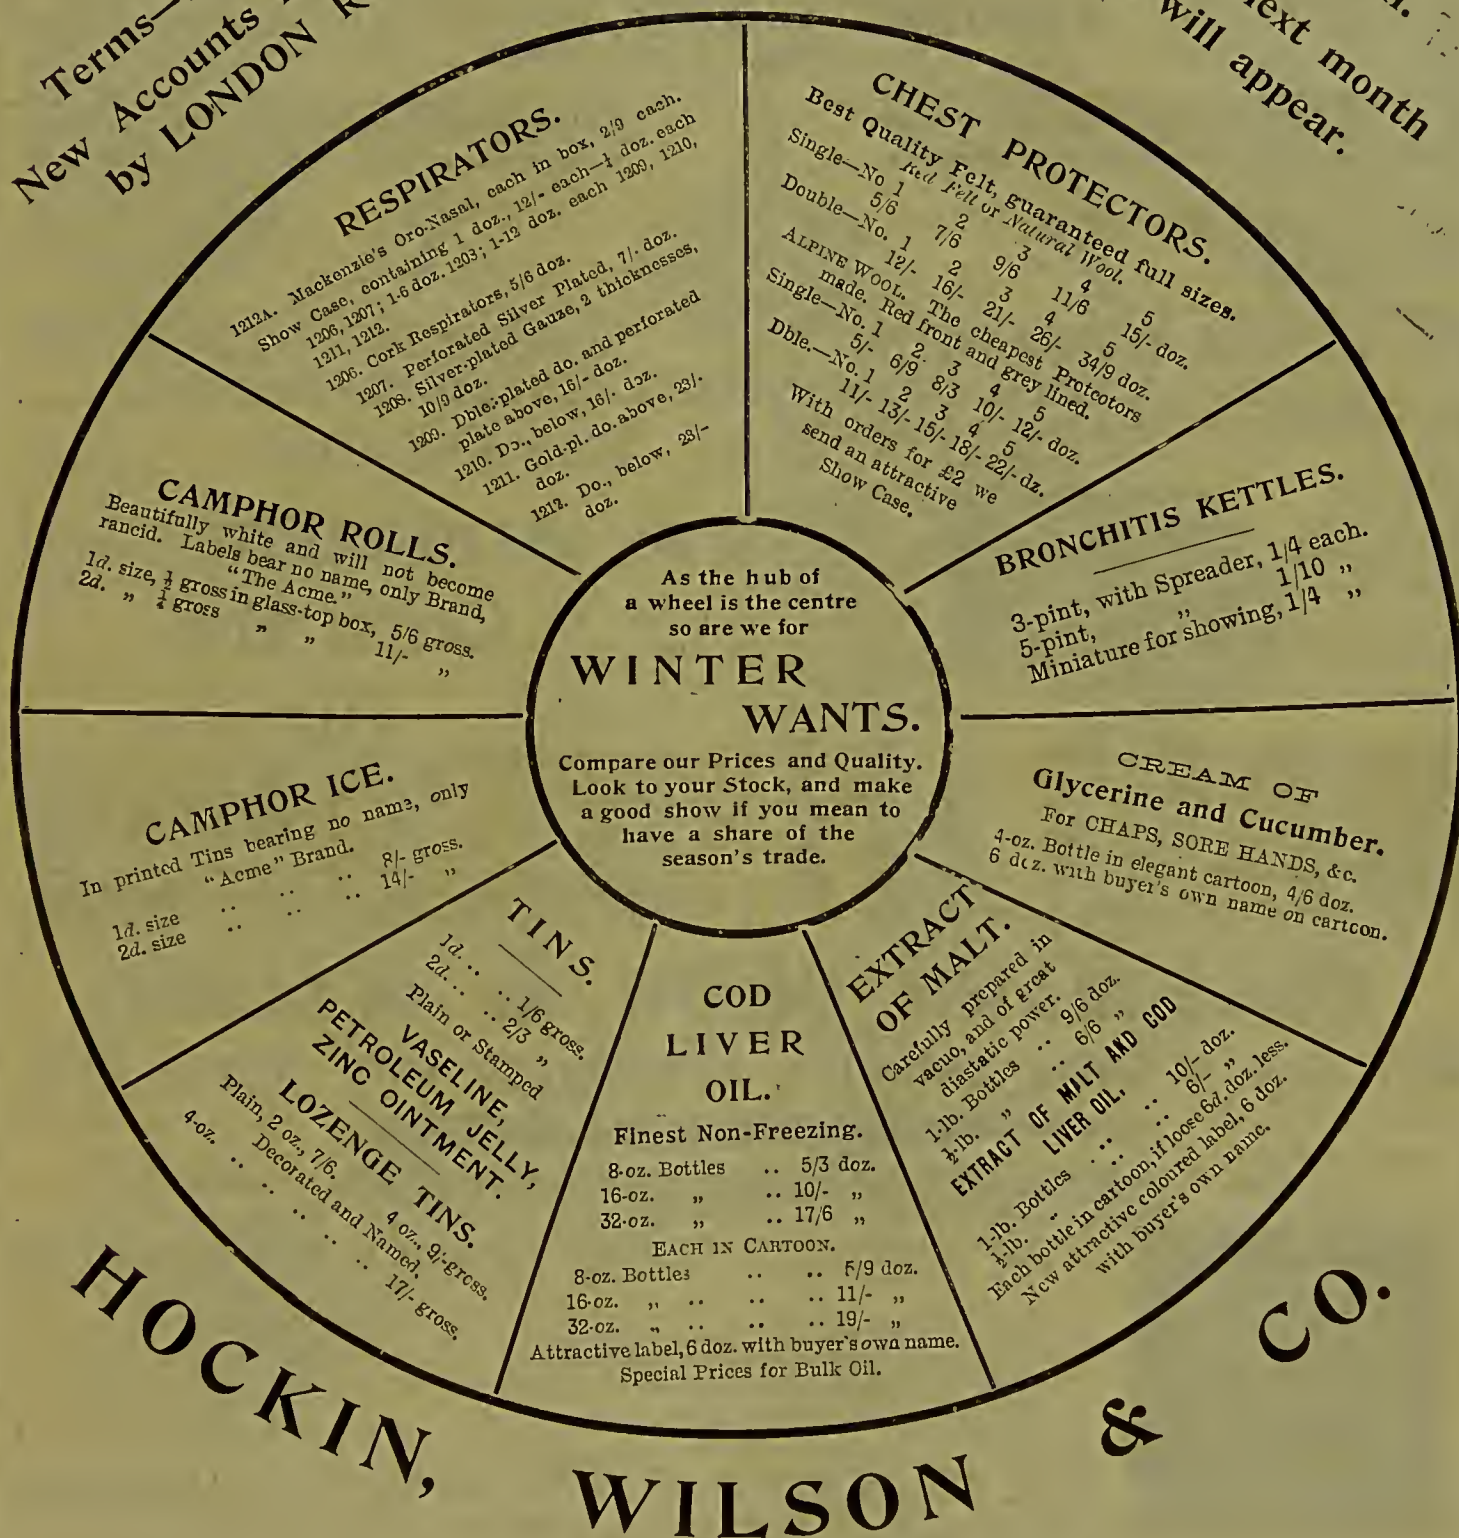 Terms—
New Accounts
by LONDON
next month
will appear.
RESPIRATORS.
1212A. Mackenzie's Oro-Nasal, each in box, 2/9 each.
Show Case, containing 1 doz., 12/- each—¼ doz. each
1206, 1207; 1-6 doz. 1203; 1-12 doz. each 1209, 1210,
1211, 1212.
1206. Cork Respirators, 5/6 doz.
1207. Perforated Silver Plated, 7/- doz.
1208. Silver-plated Gauze, 2 thicknesses,
10/9 doz.
1209. Dble.-plated do. and perforated
plate above, 16/- doz.
1210. Do., below, 16/- doz.
1211. Gold-pl. do. above, 23/-
doz.
1212. Do., below, 23/-
doz.
CHEST PROTECTORS.
Best Quality Felt, guaranteed full sizes.
Red Felt or Natural Wool.
Single—No 1 2 3 4 5
5/6 7/6 9/6 11/6 15/- doz.
Double—No. 1 2 3 4 5
12/- 16/- 21/- 26/- 34/9 doz.
ALPINE WOOL. The cheapest Protectors
made. Red front and grey lined.
Single—No. 1 2 3 4 5
5/- 6/9 8/3 10/- 12/- doz.
Dble.—No. 1 2 3 4 5
11/- 13/- 15/- 18/- 22/- dz.
With orders for £2 we
send an attractive
Show Case.
BRONCHITIS KETTLES.
3-pint, with Spreader, 1/4 each.
5-pint, „ 1/10 „
Miniature for showing, 1/4 „
CREAM OF
Glycerine and Cucumber.
For CHAPS, SORE HANDS, &c.
4-oz. Bottle in elegant cartoon, 4/6 doz.
6 doz. with buyer's own name on cartoon.
EXTRACT
OF MALT.
Carefully prepared in
vacuo, and of great
diastatic power.
1-lb. Bottles .. 9/6 doz.
½-lb. „ .. 6/6 „
EXTRACT OF MALT AND COD
LIVER OIL.
1-lb. Bottles .. .. 10/- doz.
½-lb. „ .. .. 6/- „
Each bottle in cartoon, if loose 6d. doz. less.
New attractive coloured label, 6 doz.
with buyer's own name.
COD
LIVER
OIL.
Finest Non-Freezing.
8-oz. Bottles .. 5/3 doz.
16-oz. „ .. 10/- „
32-oz. „ .. 17/6 „
EACH IN CARTOON.
8-oz. Bottles .. .. 5/9 doz.
16-oz. „ .. .. .. 11/- „
32-oz. „ .. .. .. 19/- „
Attractive label, 6 doz. with buyer's own name.
Special Prices for Bulk Oil.
TINS.
1d. .. .. 1/6 gross.
2d. .. .. 2/3 „
Plain or Stamped
VASELINE,
PETROLEUM JELLY,
ZINC OINTMENT.
LOZENGE TINS.
Plain, 2 oz., 7/6. 4 oz., 9/- gross.
Decorated and Named.
4-oz. .. .. .. .. 17/- gross.
CAMPHOR ICE.
In printed Tins bearing no name, only
"Acme" Brand.
1d. size .. .. .. 8/- gross.
2d. size .. .. .. 14/- „
CAMPHOR ROLLS.
Beautifully white and will not become
rancid. Labels bear no name, only Brand,
"The Acme."
1d. size, ½ gross in glass-top box, 5/6 gross.
2d. „ ¼ gross „ „ 11/- „
As the hub of
a wheel is the centre
so are we for
WINTER
WANTS.
Compare our Prices and Quality.
Look to your Stock, and make
a good show if you mean to
have a share of the
season's trade.
HOCKIN, WILSON & CO.